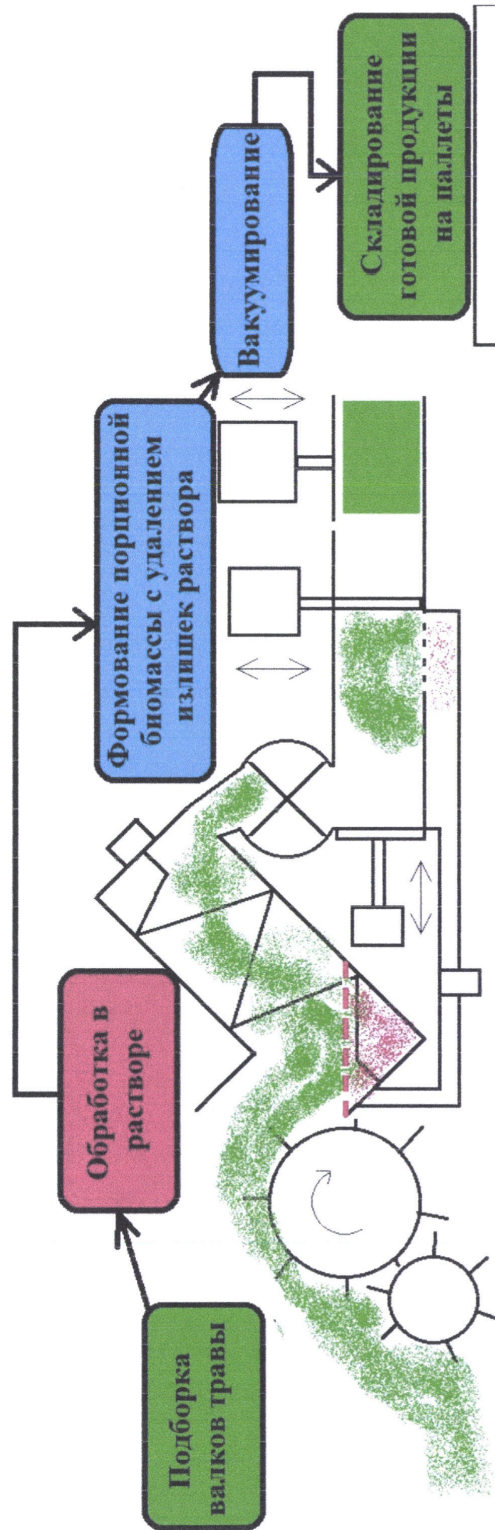 Подборка
валков травы
Обработка в
растворе
Формование порционной
биомассы с удалением
излишек раствора
Вакуумирование
Складирование
готовой продукции
на паллеты